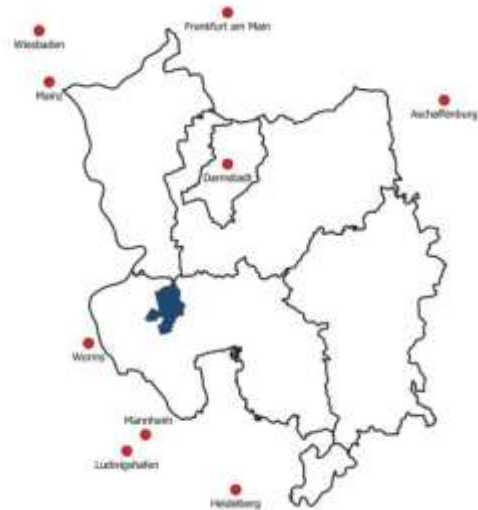 Frankfurt am Main
Wiesbaden
Mainz
Aschaffenburg
Darmstadt
Worms
Mannheim
Ludwigshafen
Heidelberg